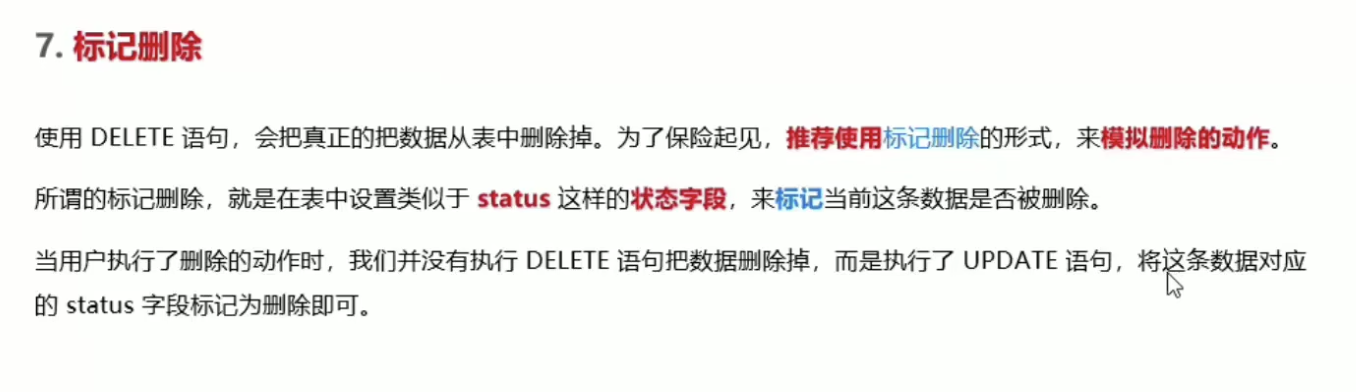 7. 标记删除
使用 DELETE 语句，会把真正的把数据从表中删除掉。为了保险起见，推荐使用标记删除的形式，来模拟删除的动作。
所谓的标记删除，就是在表中设置类似于 status 这样的状态字段，来标记当前这条数据是否被删除。
当用户执行了删除的动作时，我们并没有执行 DELETE 语句把数据删除掉，而是执行了 UPDATE 语句，将这条数据对应
的 status 字段标记为删除即可。